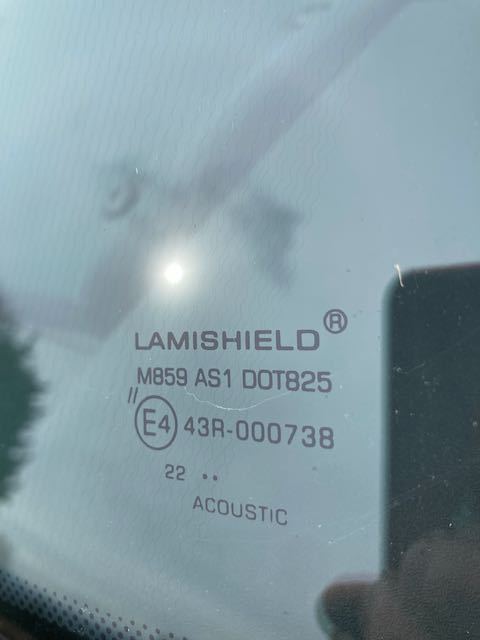 LAMISHIELD®
M859 AS1 DOT825
//
E4 43R-000738
22 ••
ACOUSTIC